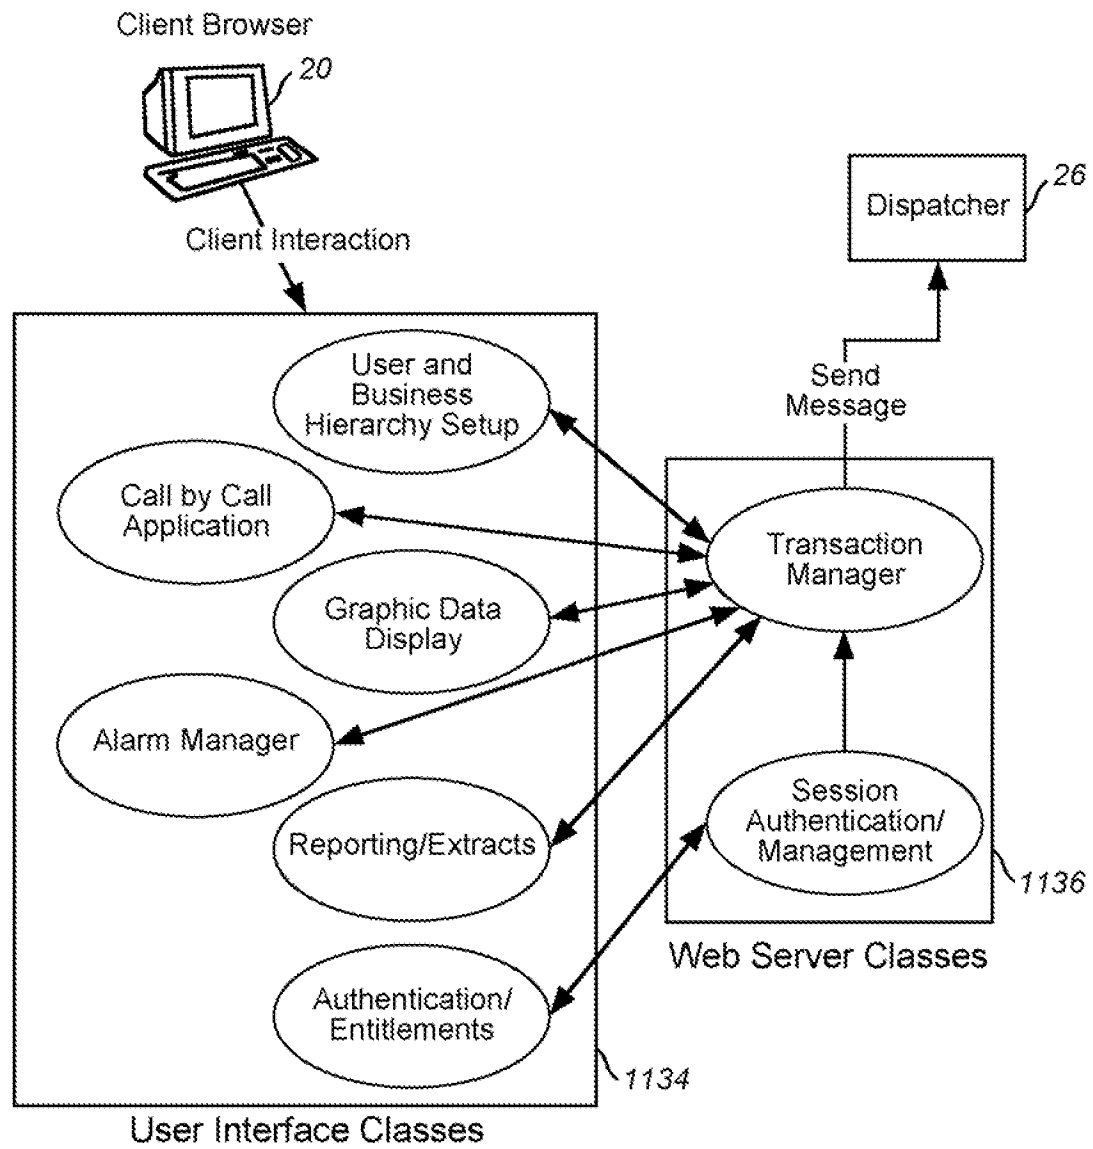 Client Browser
20
Client Interaction
Dispatcher
26
Send
Message
User and
Business
Hierarchy Setup
Call by Call
Application
Graphic Data
Display
Alarm Manager
Reporting/Extracts
Authentication/
Entitlements
1134
User Interface Classes
Transaction
Manager
Session
Authentication/
Management
1136
Web Server Classes